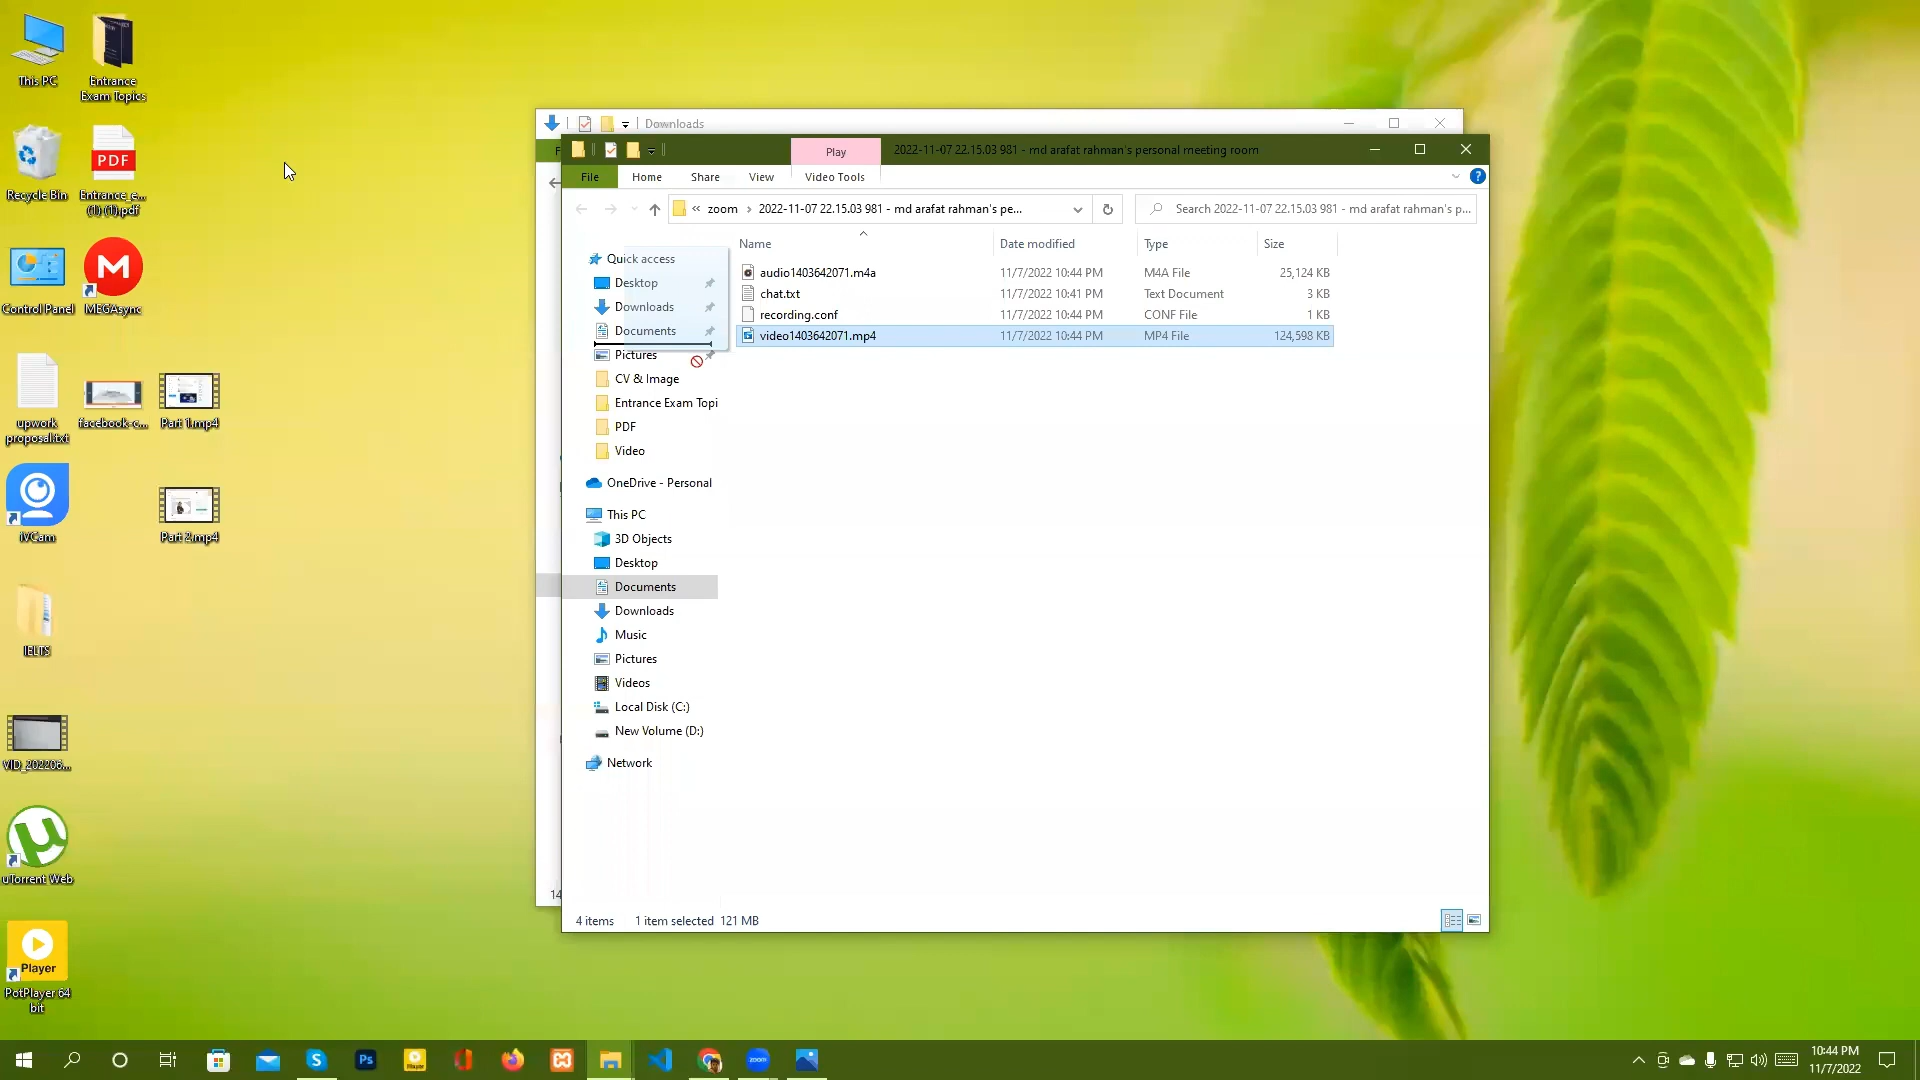 This PC
Entrance
Exam Topics
Recycle Bin
PDF
Entrance_e...
(1) (1).pdf
Control Panel
MEGAsync
upwork
proposal.txt
facebook-c...
Part 1.mp4
iVCam
Part 2.mp4
IELTS
VID_202206...
uTorrent Web
Player
PotPlayer 64
bit
Downloads
Play
2022-11-07 22.15.03 981 - md arafat rahman's personal meeting room
File
Home
Share
View
Video Tools
« zoom › 2022-11-07 22.15.03 981 - md arafat rahman's pe...
Search 2022-11-07 22.15.03 981 - md arafat rahman's p...
Name
Date modified
Type
Size
audio1403642071.m4a 11/7/2022 10:44 PM M4A File 25,124 KB
chat.txt 11/7/2022 10:41 PM Text Document 3 KB
recording.conf 11/7/2022 10:44 PM CONF File 1 KB
video1403642071.mp4 11/7/2022 10:44 PM MP4 File 124,598 KB
Quick access
Desktop
Downloads
Documents
Pictures
CV & Image
Entrance Exam Topi
PDF
Video
OneDrive - Personal
This PC
3D Objects
Desktop
Documents
Downloads
Music
Pictures
Videos
Local Disk (C:)
New Volume (D:)
Network
14
4 items 1 item selected 121 MB
Ps
Player
zoom
10:44 PM
11/7/2022